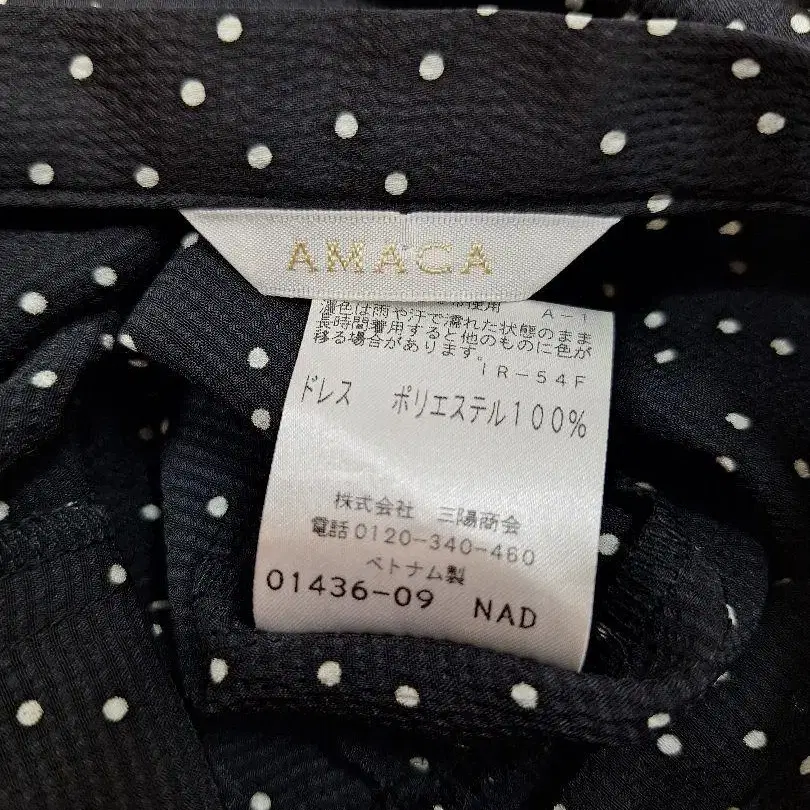 AMACA
使用 A-1
濃色は雨や汗で濡れた状態のまま
長時間着用すると他のものに色が
移る場合があります。
IR-54F
ドレス ポリエステル100%
株式会社 三陽商会
電話0120-340-460
ベトナム製
01436-09 NAD